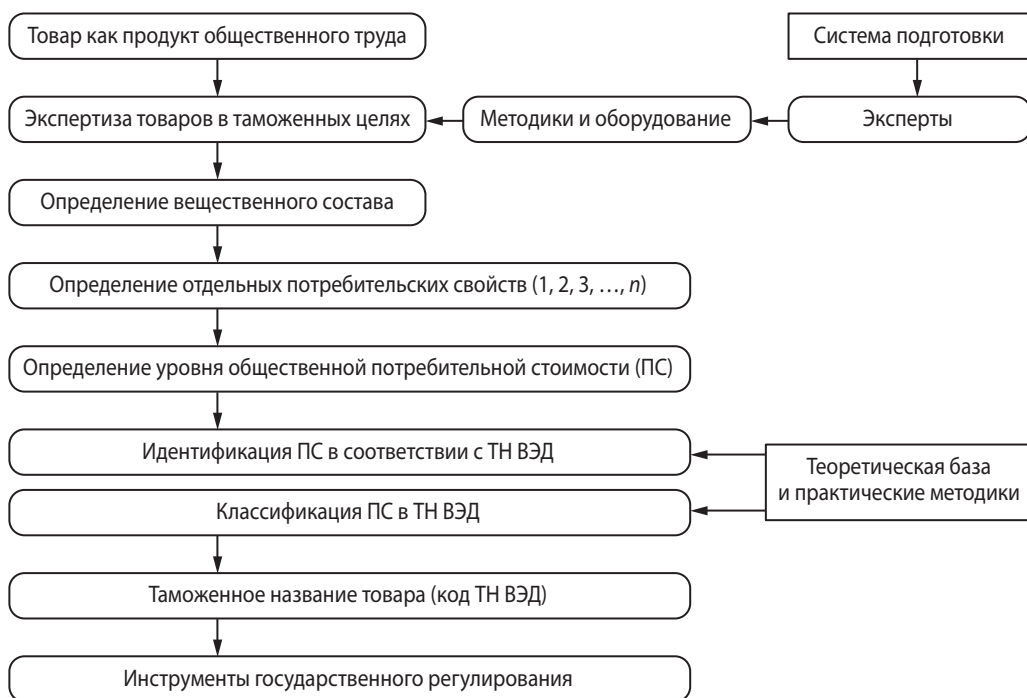 Товар как продукт общественного труда
Система подготовки
Экспертиза товаров в таможенных целях
Методики и оборудование
Эксперты
Определение вещественного состава
Определение отдельных потребительских свойств (1, 2, 3, …, n)
Определение уровня общественной потребительной стоимости (ПС)
Идентификация ПС в соответствии с ТН ВЭД
Теоретическая база
и практические методики
Классификация ПС в ТН ВЭД
Таможенное название товара (код ТН ВЭД)
Инструменты государственного регулирования